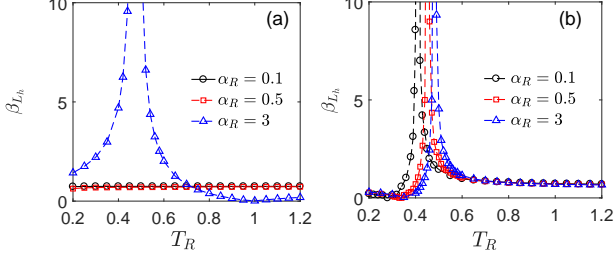 10
(a)
α_R = 0.1
α_R = 0.5
α_R = 3
β_{L_h}
5
0
0.2 0.4 0.6 0.8 1.0 1.2
T_R
10
(b)
α_R = 0.1
α_R = 0.5
α_R = 3
β_{L_h}
5
0
0.2 0.4 0.6 0.8 1 1.2
T_R